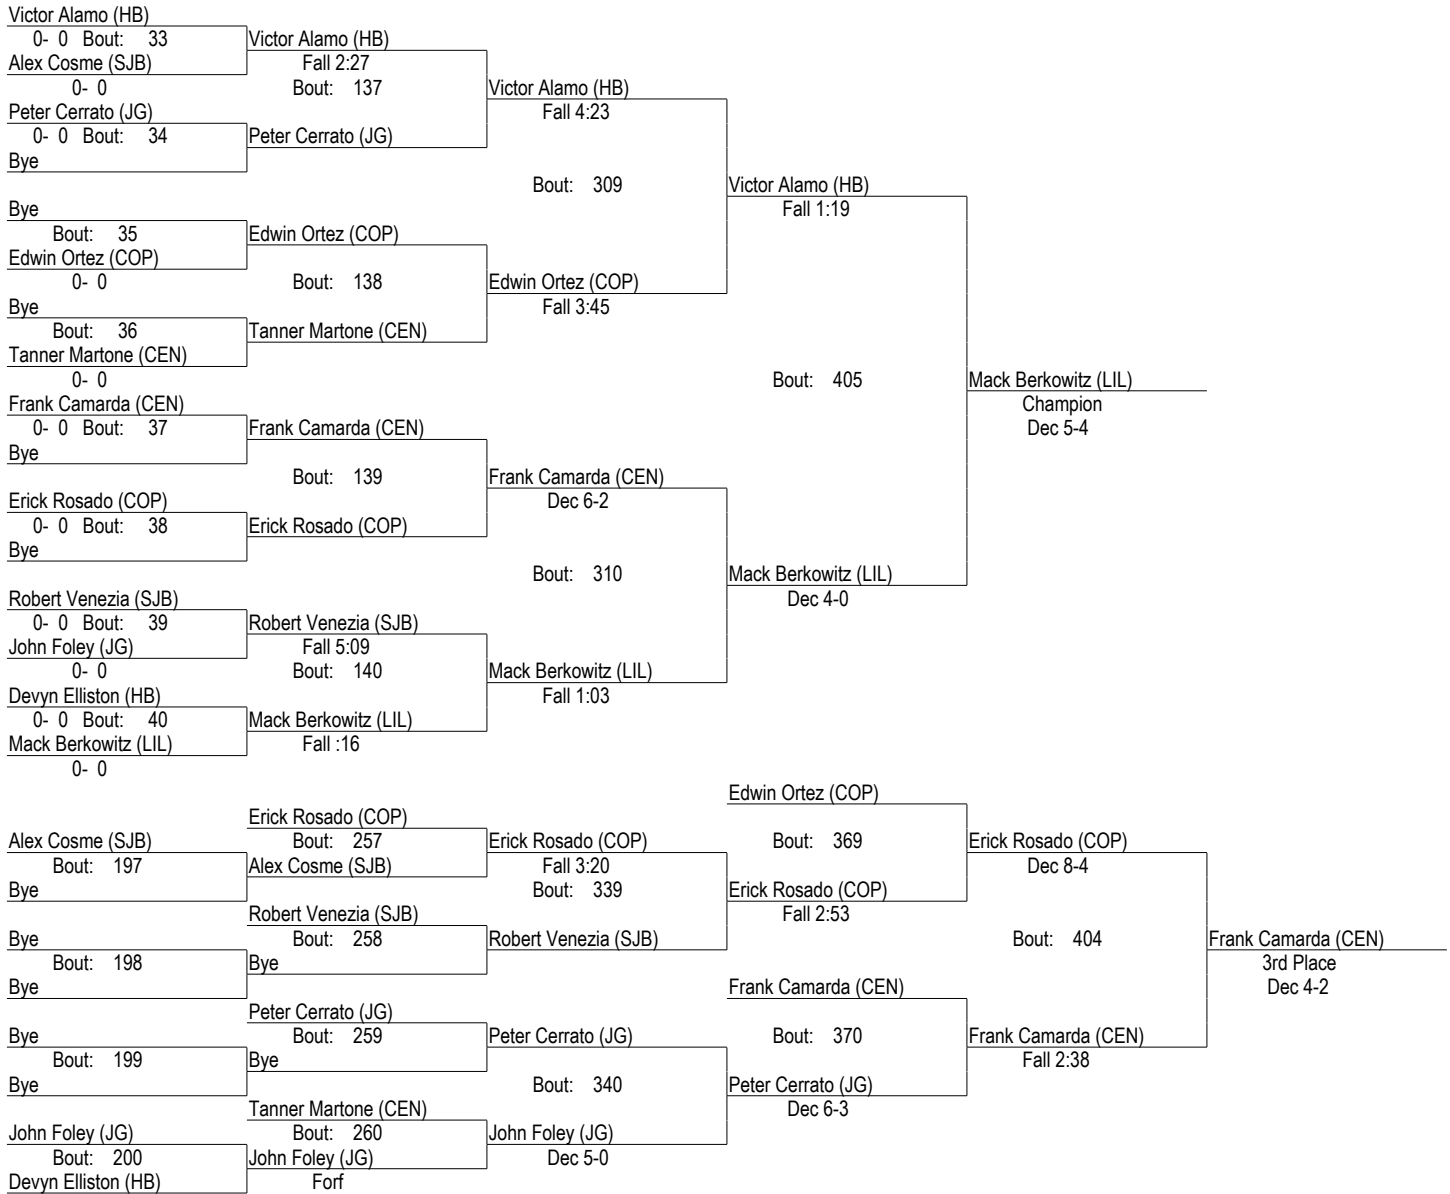 Victor Alamo (HB)
0- 0 Bout: 33 Victor Alamo (HB)
Alex Cosme (SJB) Fall 2:27
0- 0 Bout: 137 Victor Alamo (HB)
Peter Cerrato (JG) Fall 4:23
0- 0 Bout: 34 Peter Cerrato (JG)
Bye
Bout: 309 Victor Alamo (HB)
Bye Fall 1:19
Bout: 35 Edwin Ortez (COP)
Edwin Ortez (COP)
0- 0 Bout: 138 Edwin Ortez (COP)
Bye Fall 3:45
Bout: 36 Tanner Martone (CEN)
Tanner Martone (CEN)
0- 0 Bout: 405 Mack Berkowitz (LIL)
Frank Camarda (CEN) Champion
0- 0 Bout: 37 Frank Camarda (CEN) Dec 5-4
Bye
Bout: 139 Frank Camarda (CEN)
Erick Rosado (COP) Dec 6-2
0- 0 Bout: 38 Erick Rosado (COP)
Bye
Bout: 310 Mack Berkowitz (LIL)
Robert Venezia (SJB) Dec 4-0
0- 0 Bout: 39 Robert Venezia (SJB)
John Foley (JG) Fall 5:09
0- 0 Bout: 140 Mack Berkowitz (LIL)
Devyn Elliston (HB) Fall 1:03
0- 0 Bout: 40 Mack Berkowitz (LIL)
Mack Berkowitz (LIL) Fall :16
0- 0
Edwin Ortez (COP)
Erick Rosado (COP)
Alex Cosme (SJB) Bout: 257 Erick Rosado (COP) Bout: 369 Erick Rosado (COP)
Bout: 197 Alex Cosme (SJB) Fall 3:20 Dec 8-4
Bye Bout: 339 Erick Rosado (COP)
Robert Venezia (SJB) Fall 2:53
Bye Bout: 258 Robert Venezia (SJB) Bout: 404 Frank Camarda (CEN)
Bout: 198 Bye 3rd Place
Bye Frank Camarda (CEN) Dec 4-2
Peter Cerrato (JG)
Bye Bout: 259 Peter Cerrato (JG) Bout: 370 Frank Camarda (CEN)
Bout: 199 Bye Fall 2:38
Bye Bout: 340 Peter Cerrato (JG)
Tanner Martone (CEN) Dec 6-3
John Foley (JG) Bout: 260 John Foley (JG)
Bout: 200 John Foley (JG) Dec 5-0
Devyn Elliston (HB) Forf